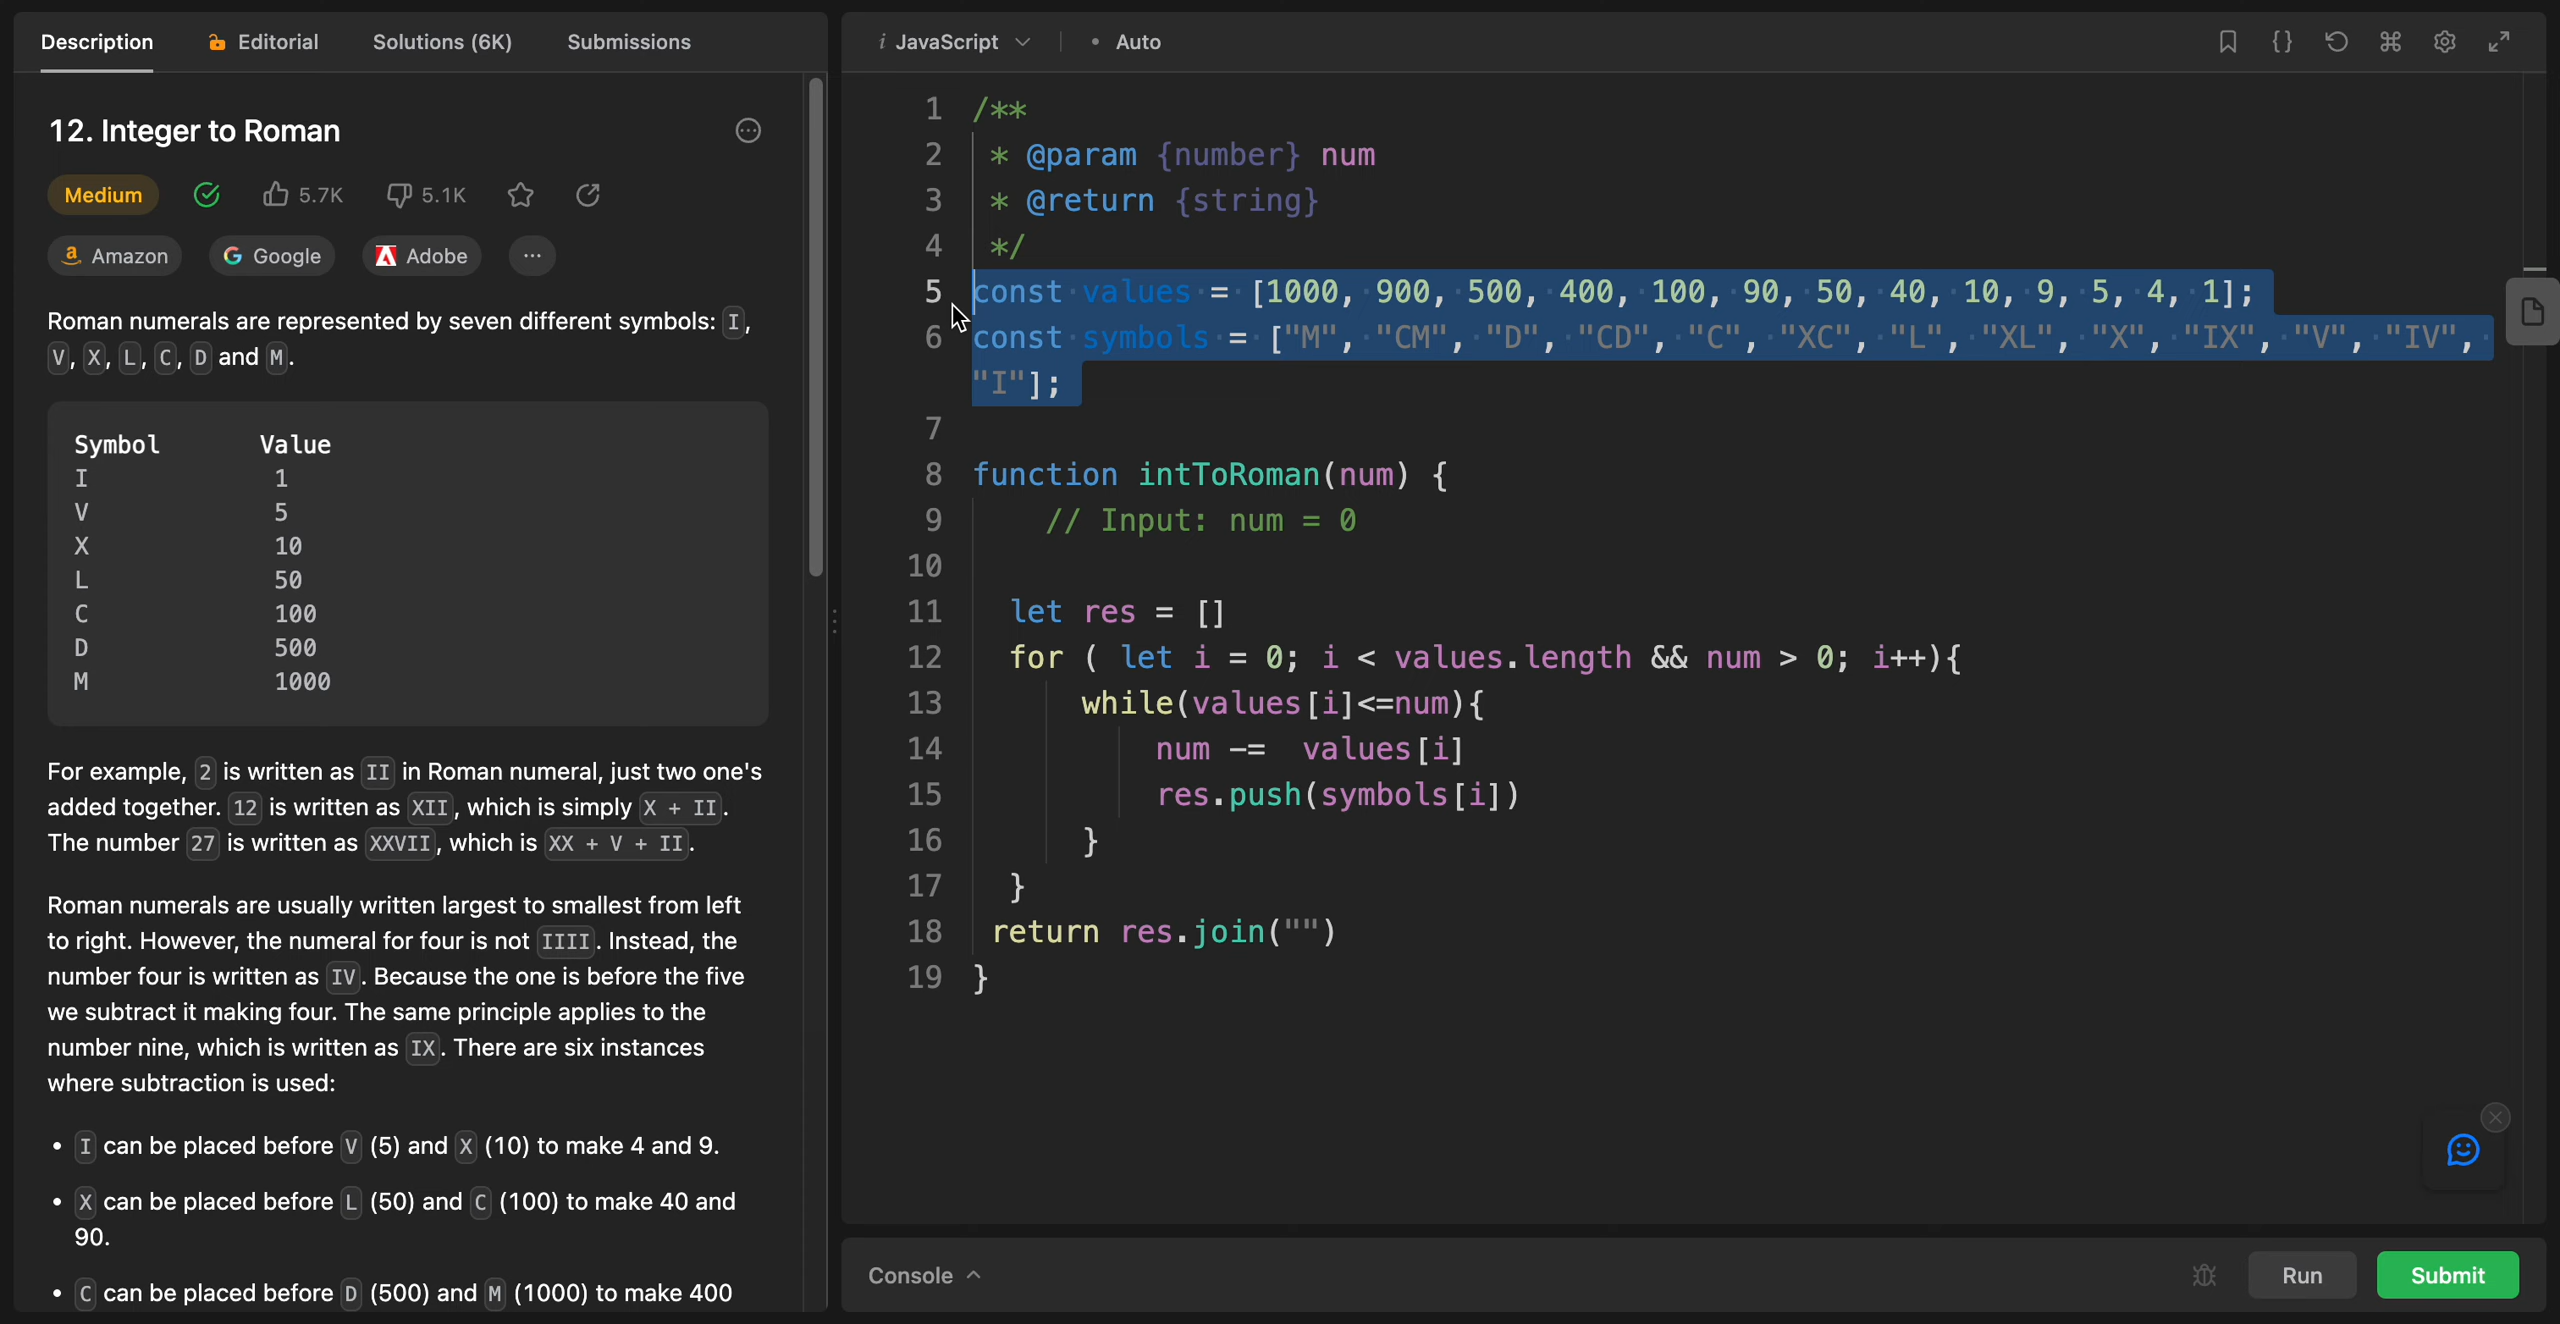 Description Editorial Solutions (6K) Submissions
12. Integer to Roman
Medium 5.7K 5.1K
Amazon Google Adobe ...
Roman numerals are represented by seven different symbols: I,
V, X, L, C, D and M.
Symbol Value
I 1
V 5
X 10
L 50
C 100
D 500
M 1000
For example, 2 is written as II in Roman numeral, just two one's
added together. 12 is written as XII, which is simply X + II.
The number 27 is written as XXVII, which is XX + V + II.
Roman numerals are usually written largest to smallest from left
to right. However, the numeral for four is not IIII. Instead, the
number four is written as IV. Because the one is before the five
we subtract it making four. The same principle applies to the
number nine, which is written as IX. There are six instances
where subtraction is used:
• I can be placed before V (5) and X (10) to make 4 and 9.
• X can be placed before L (50) and C (100) to make 40 and
90.
• C can be placed before D (500) and M (1000) to make 400
i JavaScript • Auto
1 /**
2 * @param {number} num
3 * @return {string}
4 */
5 const values = [1000, 900, 500, 400, 100, 90, 50, 40, 10, 9, 5, 4, 1];
6 const symbols = ["M", "CM", "D", "CD", "C", "XC", "L", "XL", "X", "IX", "V", "IV",
"I"];
7
8 function intToRoman(num) {
9 // Input: num = 0
10
11 let res = []
12 for ( let i = 0; i < values.length && num > 0; i++){
13 while(values[i]<=num){
14 num -= values[i]
15 res.push(symbols[i])
16 }
17 }
18 return res.join("")
19 }
Console Run Submit